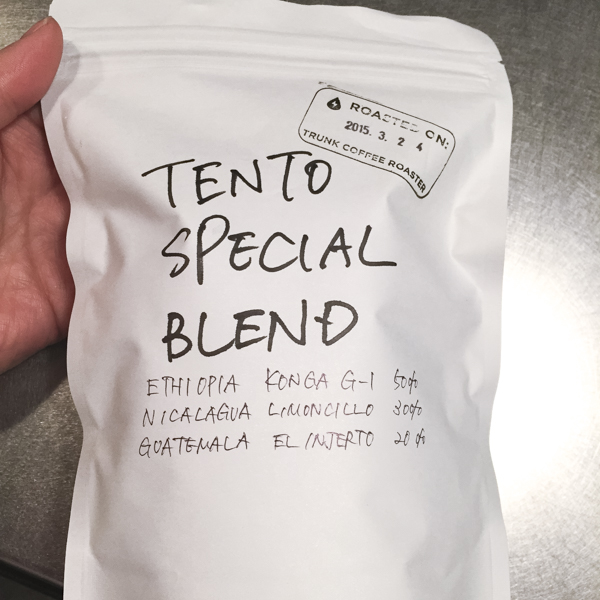 ROASTED ON:
2015. 3. 2 4
TRUNK COFFEE ROASTER
TENTO
SPECIAL
BLEND
ETHIOPIA KONGA G-1 50%
NICALAGUA LIMONCILLO 30%
GUATEMALA EL INJERTO 20%